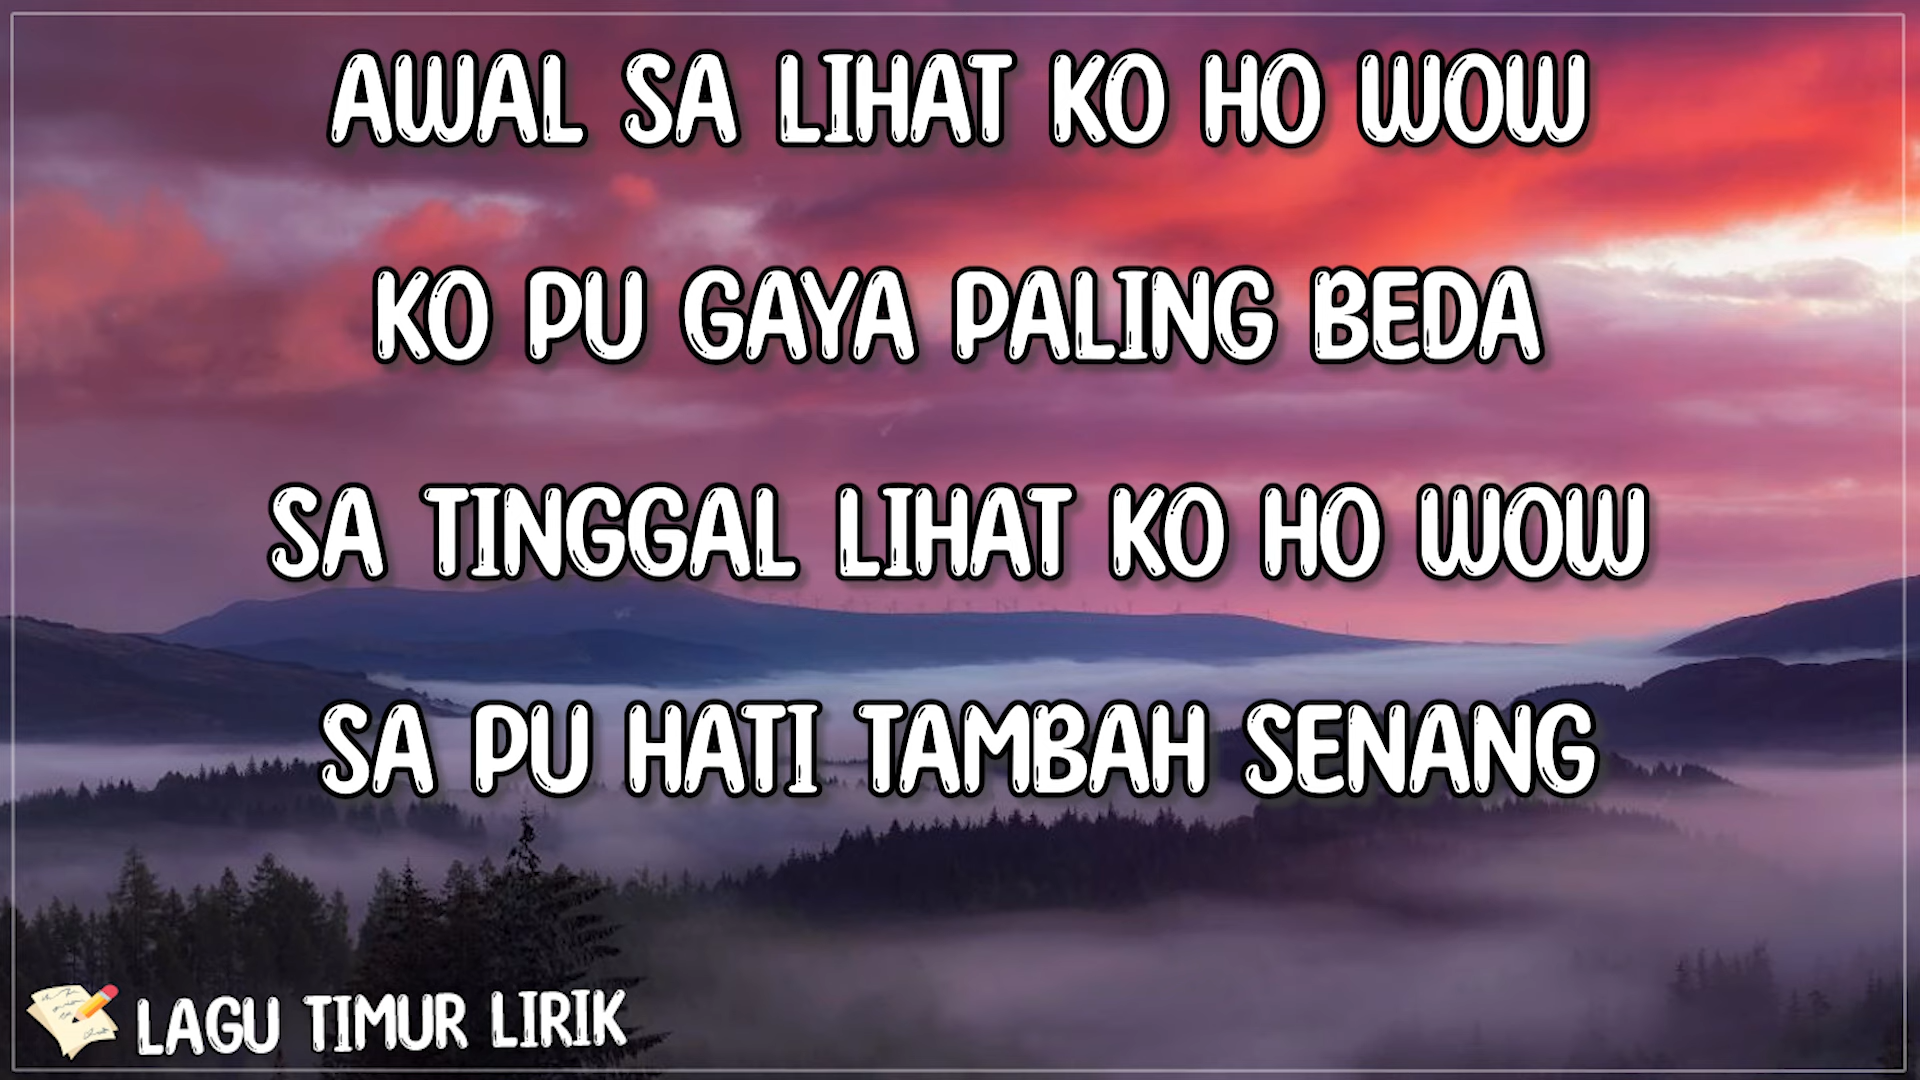 AWAL SA LIHAT KO HO WOW
KO PU GAYA PALING BEDA
SA TINGGAL LIHAT KO HO WOW
SA PU HATI TAMBAH SENANG
LAGU TIMUR LIRIK